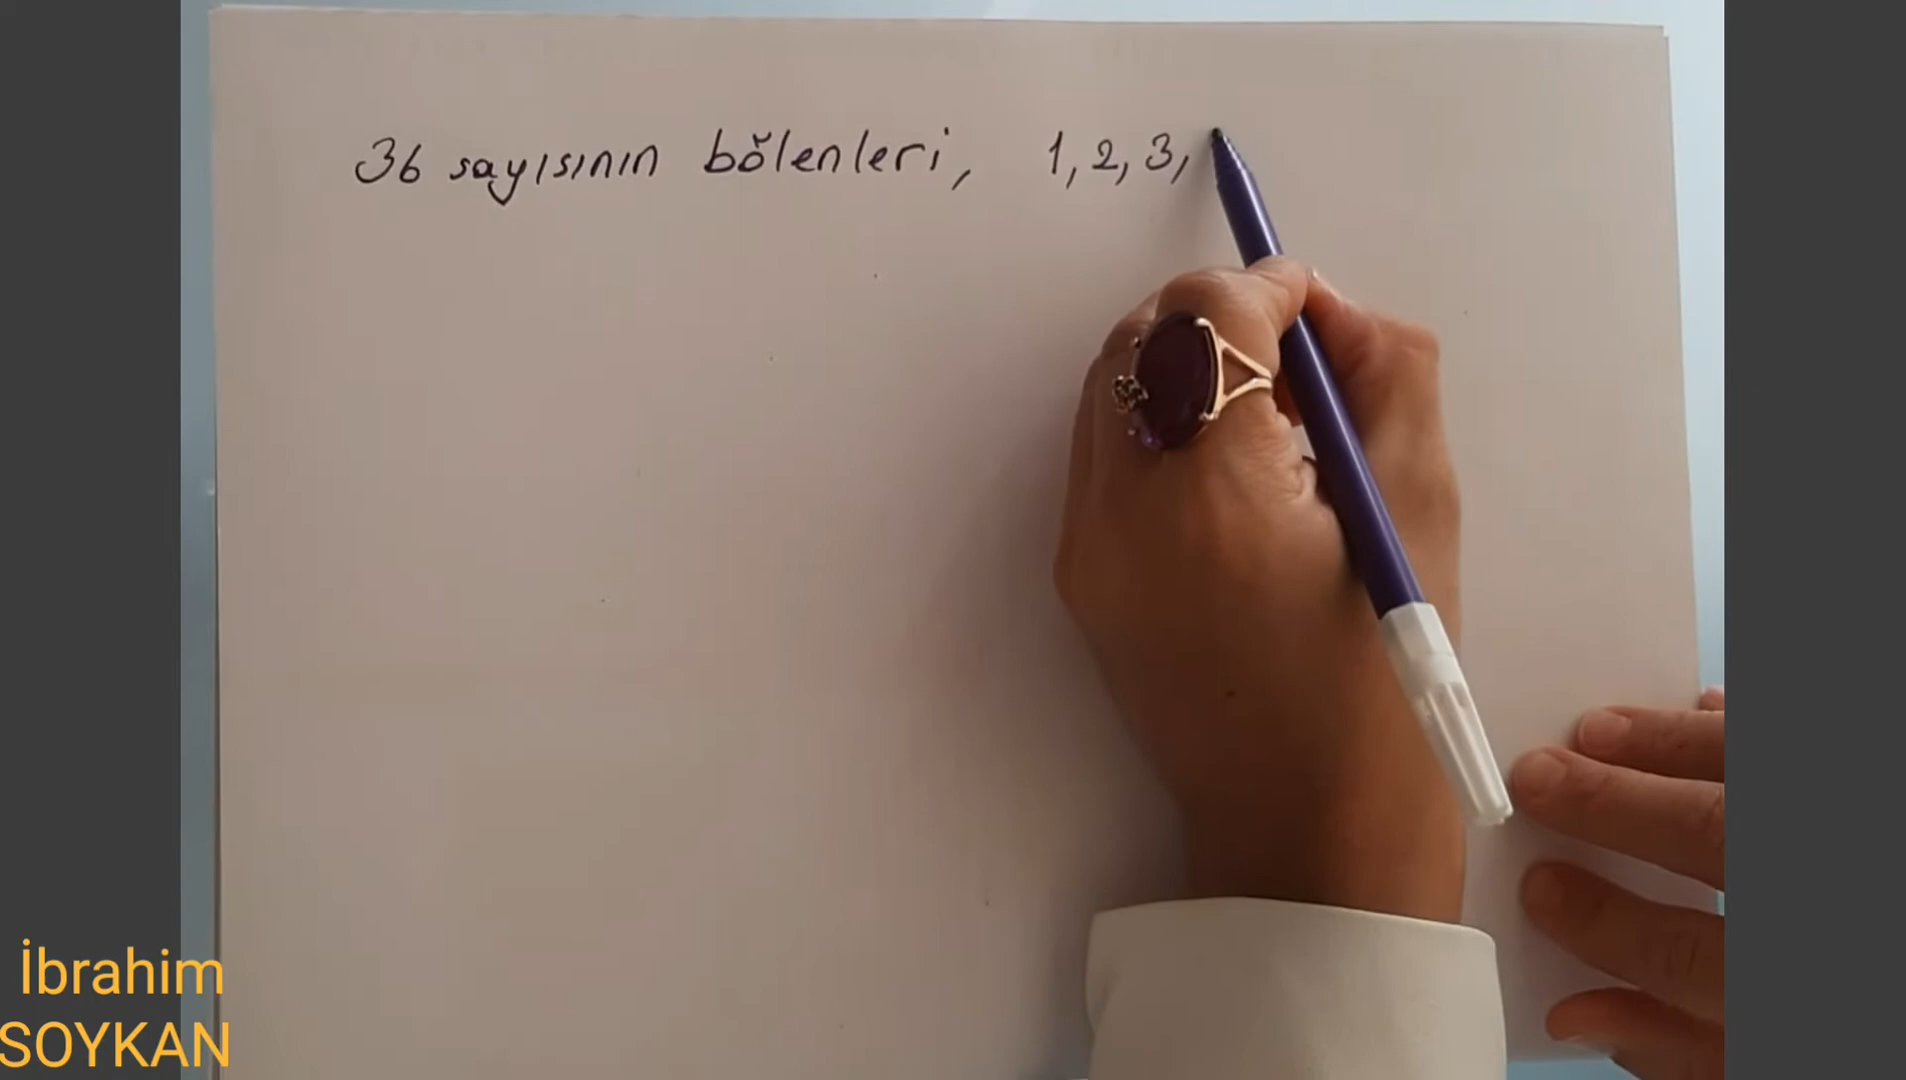 36 sayısının bölenleri, 1, 2, 3,
İbrahim
SOYKAN